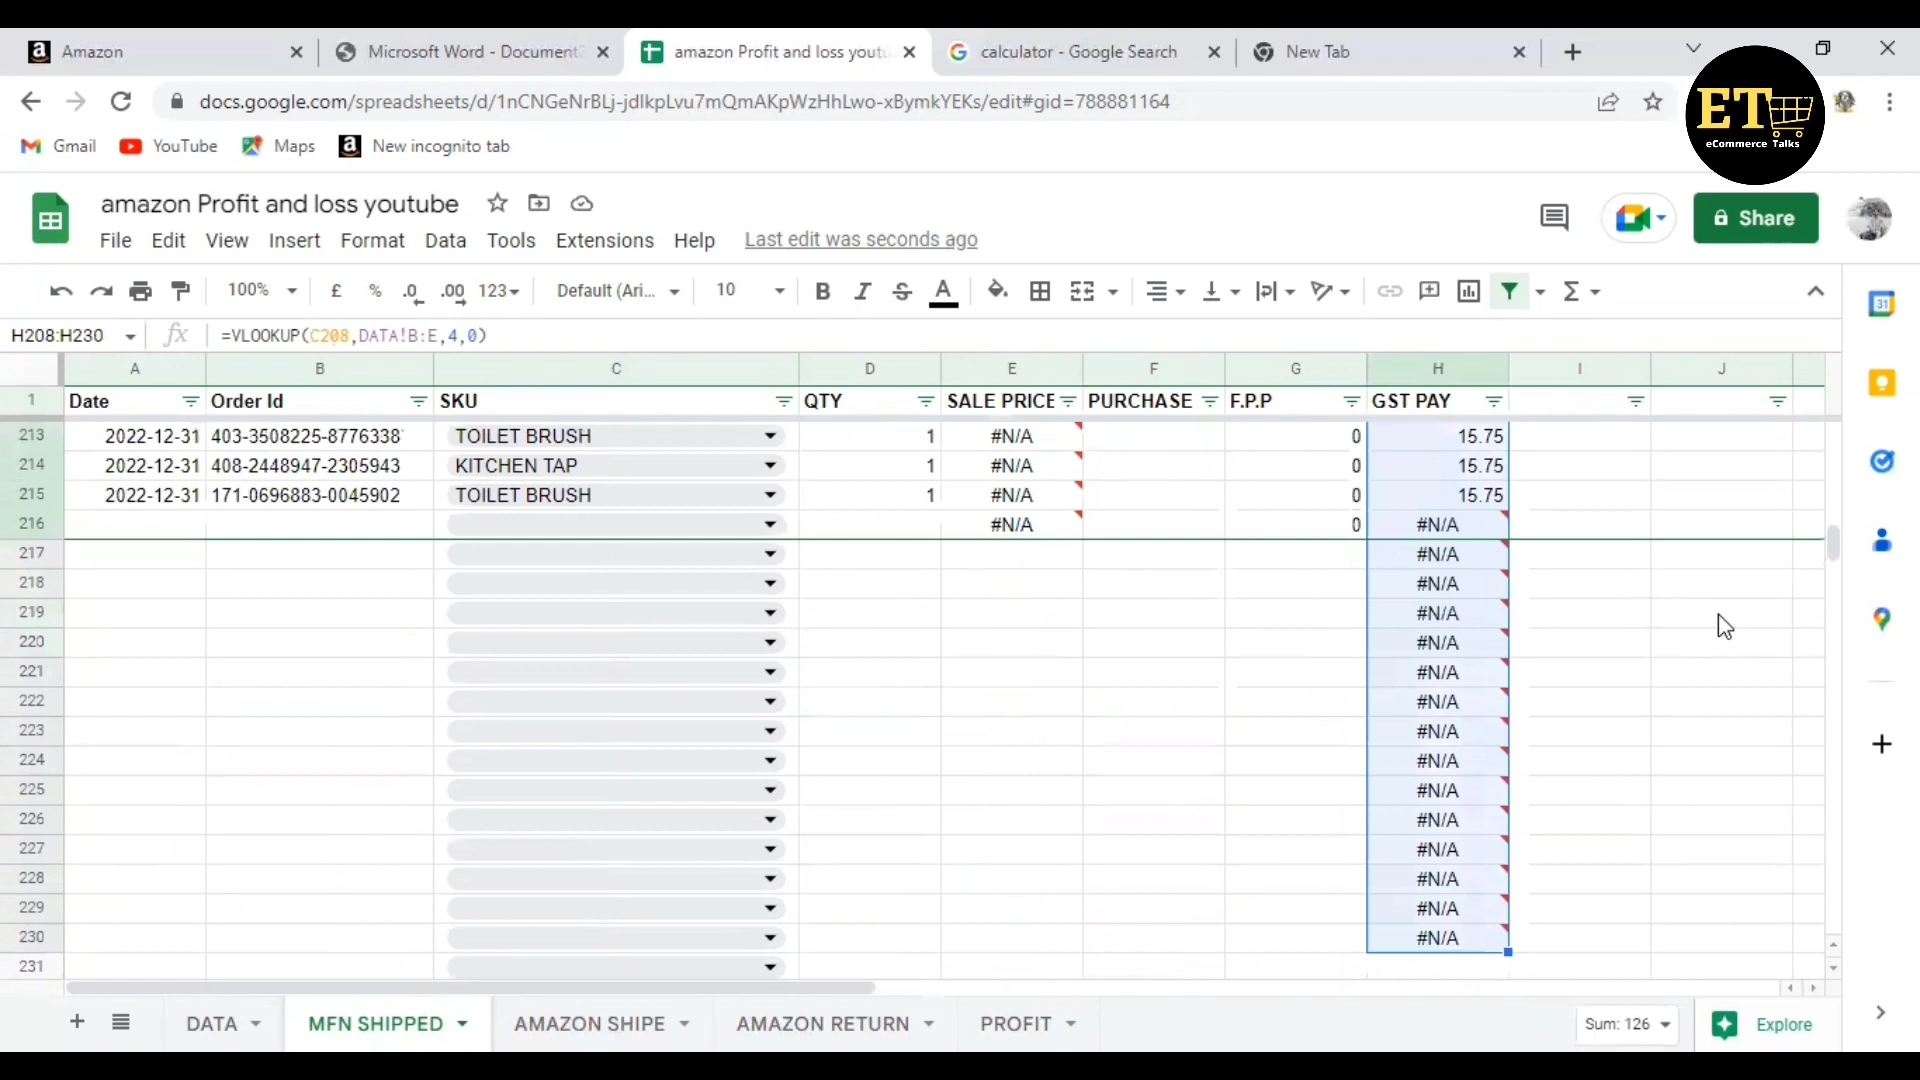 Amazon
Microsoft Word - Document
amazon Profit and loss yout
calculator - Google Search
New Tab
docs.google.com/spreadsheets/d/1nCNGeNrBLj-jdlkpLvu7mQmAKpWzHhLwo-xBymkYEKs/edit#gid=788881164
Gmail YouTube Maps New incognito tab
ET
eCommerce Talks
amazon Profit and loss youtube
File Edit View Insert Format Data Tools Extensions Help Last edit was seconds ago
Share
100% £ % .0 .00 123 Default (Ari... 10 B I S A Σ
H208:H230 fx =VLOOKUP(C208,DATA!B:E,4,0)
A B C D E F G H I J
1 Date Order Id SKU QTY SALE PRICE PURCHASE F.P.P GST PAY
213 2022-12-31 403-3508225-8776338 TOILET BRUSH 1 #N/A 0 15.75
214 2022-12-31 408-2448947-2305943 KITCHEN TAP 1 #N/A 0 15.75
215 2022-12-31 171-0696883-0045902 TOILET BRUSH 1 #N/A 0 15.75
216 #N/A 0 #N/A
217 #N/A
218 #N/A
219 #N/A
220 #N/A
221 #N/A
222 #N/A
223 #N/A
224 #N/A
225 #N/A
226 #N/A
227 #N/A
228 #N/A
229 #N/A
230 #N/A
231
DATA MFN SHIPPED AMAZON SHIPE AMAZON RETURN PROFIT Sum: 126 Explore
31